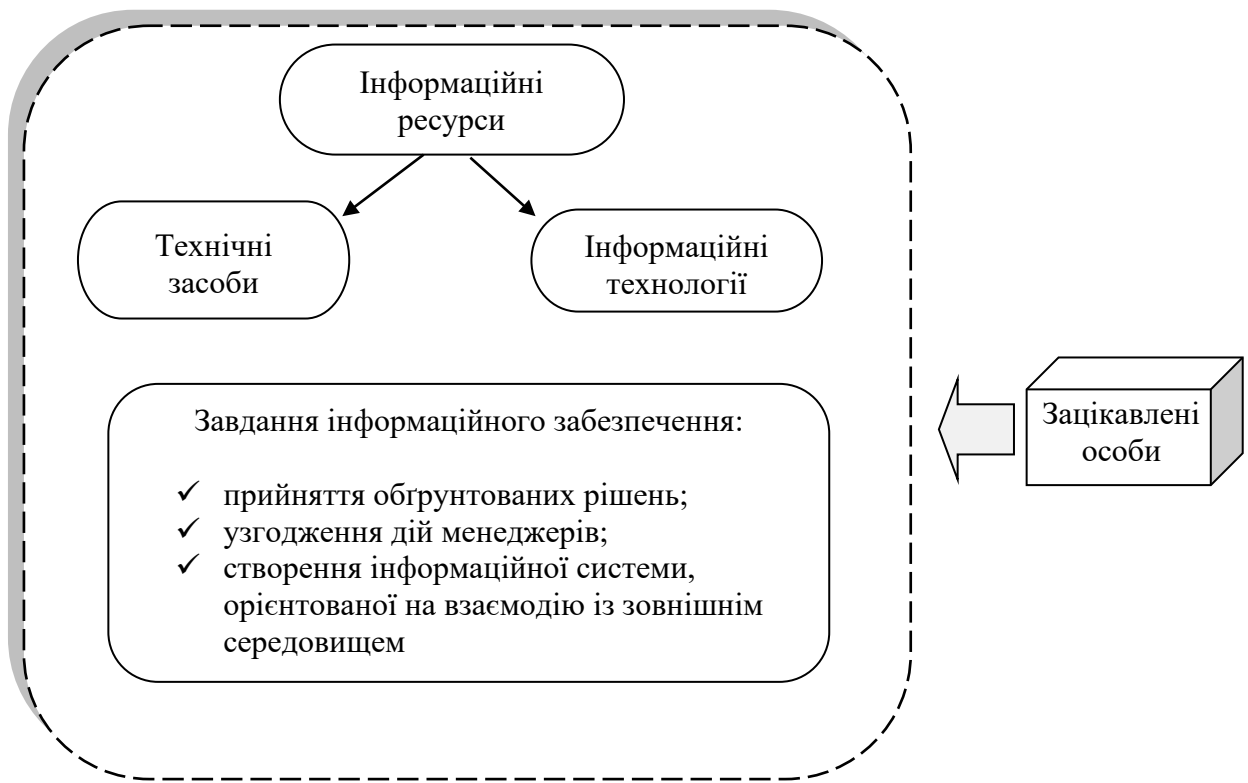 Інформаційні
ресурси
Технічні
засоби
Інформаційні
технології
Завдання інформаційного забезпечення:
✓ прийняття обґрунтованих рішень;
✓ узгодження дій менеджерів;
✓ створення інформаційної системи,
орієнтованої на взаємодію із зовнішнім
середовищем
Зацікавлені
особи